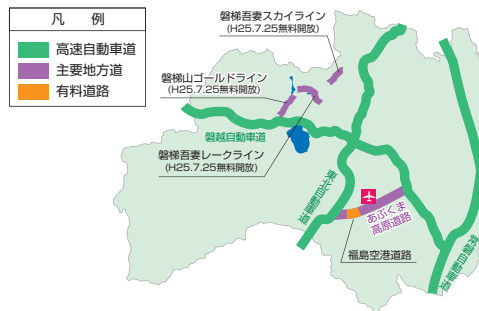 凡 例
高速自動車道
主要地方道
有料道路
磐梯吾妻スカイライン
(H25.7.25無料開放)
磐梯山ゴールドライン
(H25.7.25無料開放)
磐越自動車道
磐梯吾妻レークライン
(H25.7.25無料開放)
東北自動車道
あぶくま
高原道路
福島空港道路
常磐自動車道